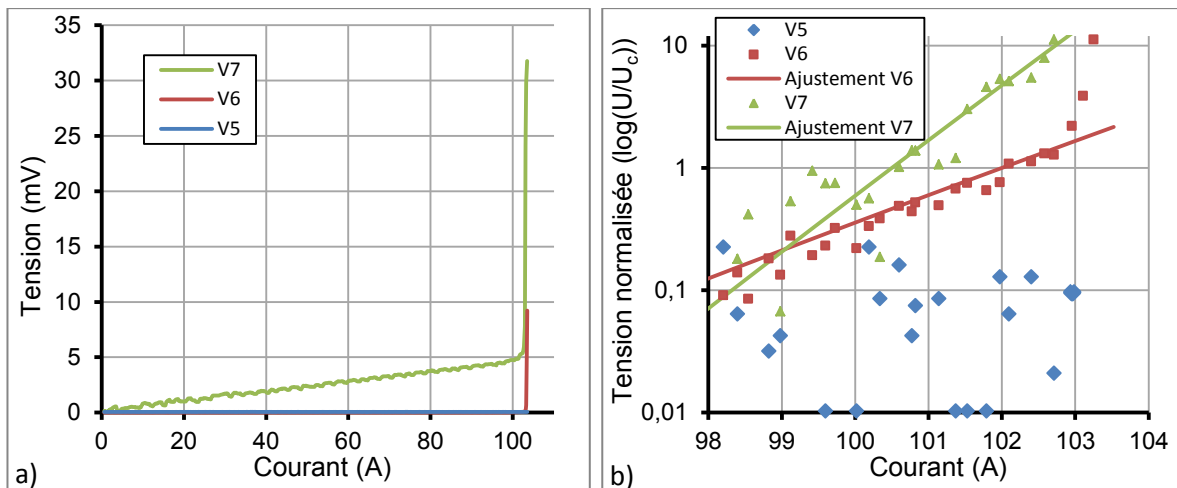 35
30
25
20
15
10
5
0
Tension (mV)
V7
V6
V5
0 20 40 60 80 100
Courant (A)
a)
10
1
0,1
0,01
Tension normalisée (log(U/Uc))
V5
V6
Ajustement V6
V7
Ajustement V7
98 99 100 101 102 103 104
Courant (A)
b)